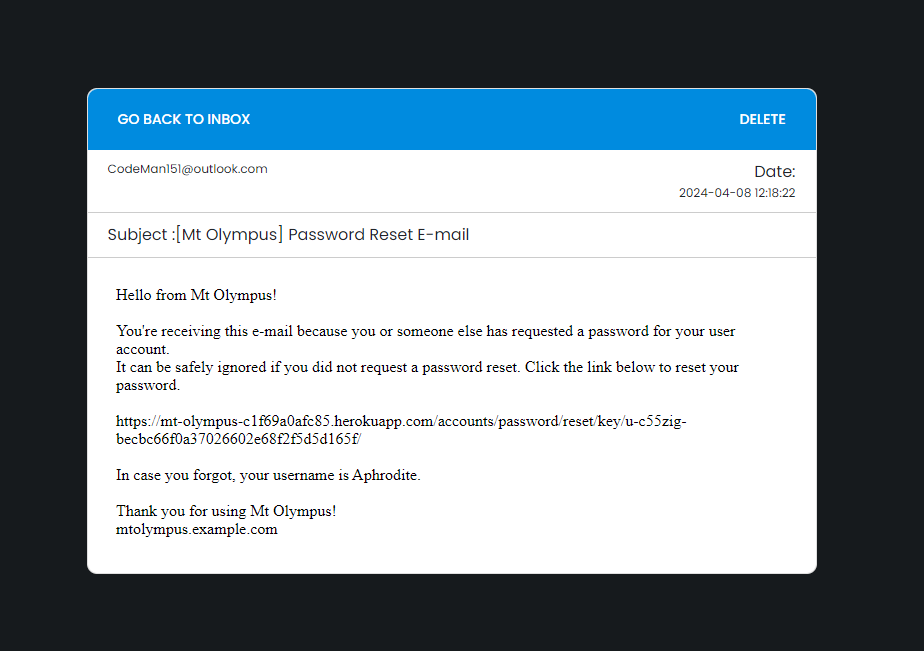 GO BACK TO INBOX
DELETE
CodeMan151@outlook.com
Date:
2024-04-08 12:18:22
Subject :[Mt Olympus] Password Reset E-mail
Hello from Mt Olympus!
You're receiving this e-mail because you or someone else has requested a password for your user
account.
It can be safely ignored if you did not request a password reset. Click the link below to reset your
password.
https://mt-olympus-c1f69a0afc85.herokuapp.com/accounts/password/reset/key/u-c55zig-
becbc66f0a37026602e68f2f5d5d165f/
In case you forgot, your username is Aphrodite.
Thank you for using Mt Olympus!
mtolympus.example.com